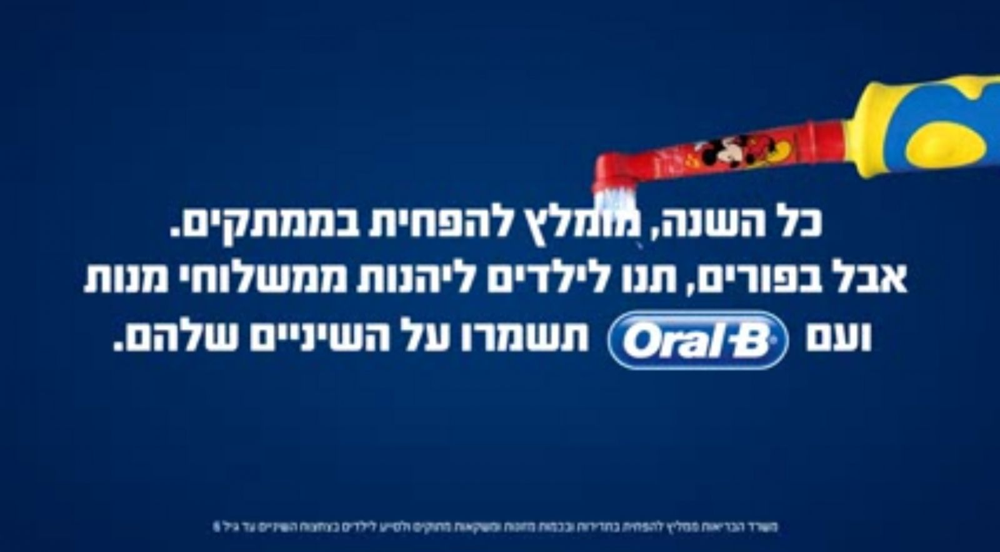 כל השנה, מומלץ להפחית בממתקים.
אבל בפורים, תנו לילדים ליהנות ממשלוחי מנות
ועם Oral-B תשמרו על השיניים שלהם.
משרד הבריאות ממליץ להפחית בתדירות ובכמות מזונות ומשקאות מתוקים ולסייע לילדים בצחצוח השיניים עד גיל 6